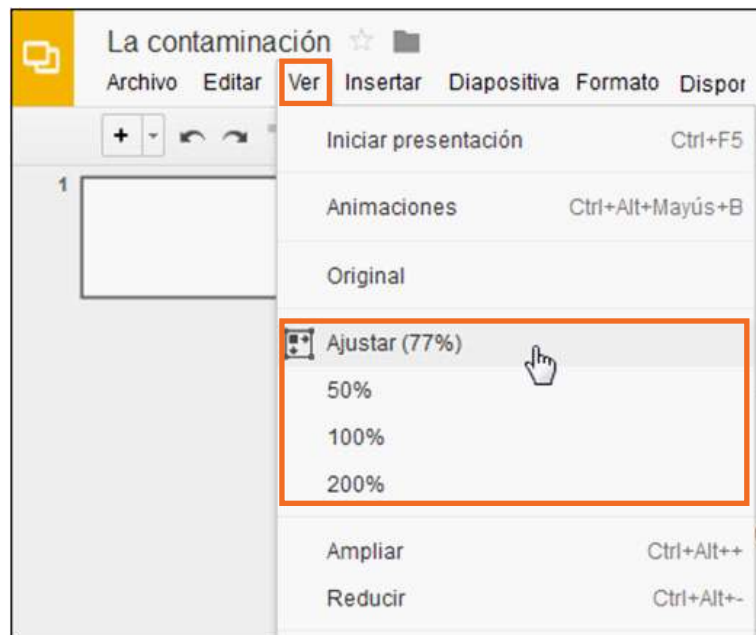 La contaminación
Archivo Editar Ver Insertar Diapositiva Formato Dispor
1
Iniciar presentación Ctrl+F5
Animaciones Ctrl+Alt+Mayús+B
Original
Ajustar (77%)
50%
100%
200%
Ampliar Ctrl+Alt++
Reducir Ctrl+Alt+-